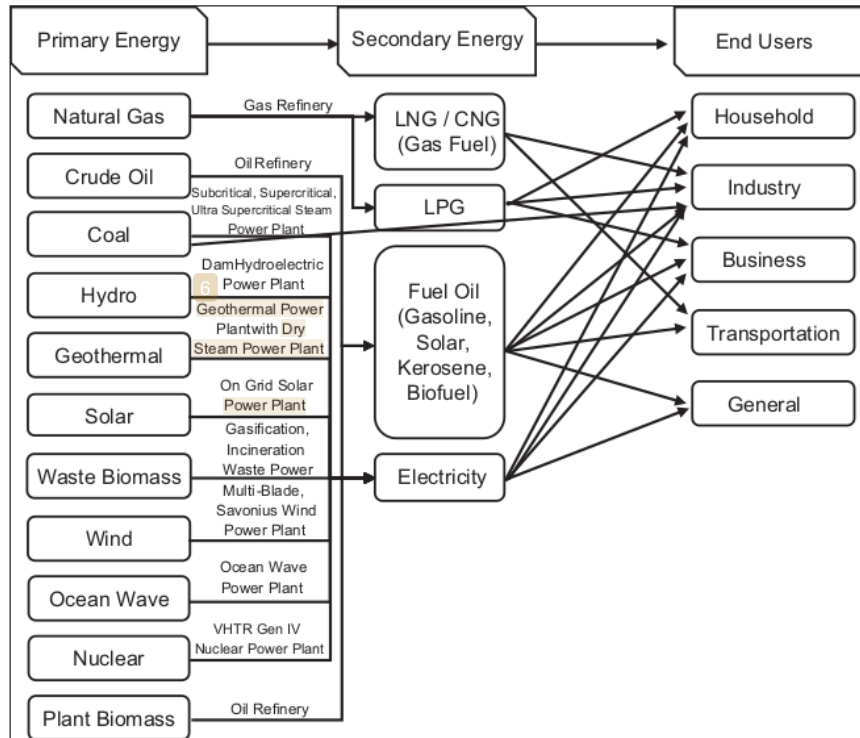 Primary Energy
Secondary Energy
End Users
Natural Gas
Gas Refinery
LNG / CNG
(Gas Fuel)
Household
Crude Oil
Oil Refinery
Industry
Subcritical, Supercritical,
Ultra Supercritical Steam
Power Plant
LPG
Coal
Business
DamHydroelectric
Power Plant
6
Hydro
Fuel Oil
(Gasoline,
Solar,
Kerosene,
Biofuel)
Geothermal Power
Plantwith Dry
Steam Power Plant
Transportation
Geothermal
On Grid Solar
Power Plant
General
Solar
Gasification,
Incineration
Waste Power
Waste Biomass
Electricity
Multi-Blade,
Savonius Wind
Power Plant
Wind
Ocean Wave
Power Plant
Ocean Wave
VHTR Gen IV
Nuclear Power Plant
Nuclear
Plant Biomass
Oil Refinery